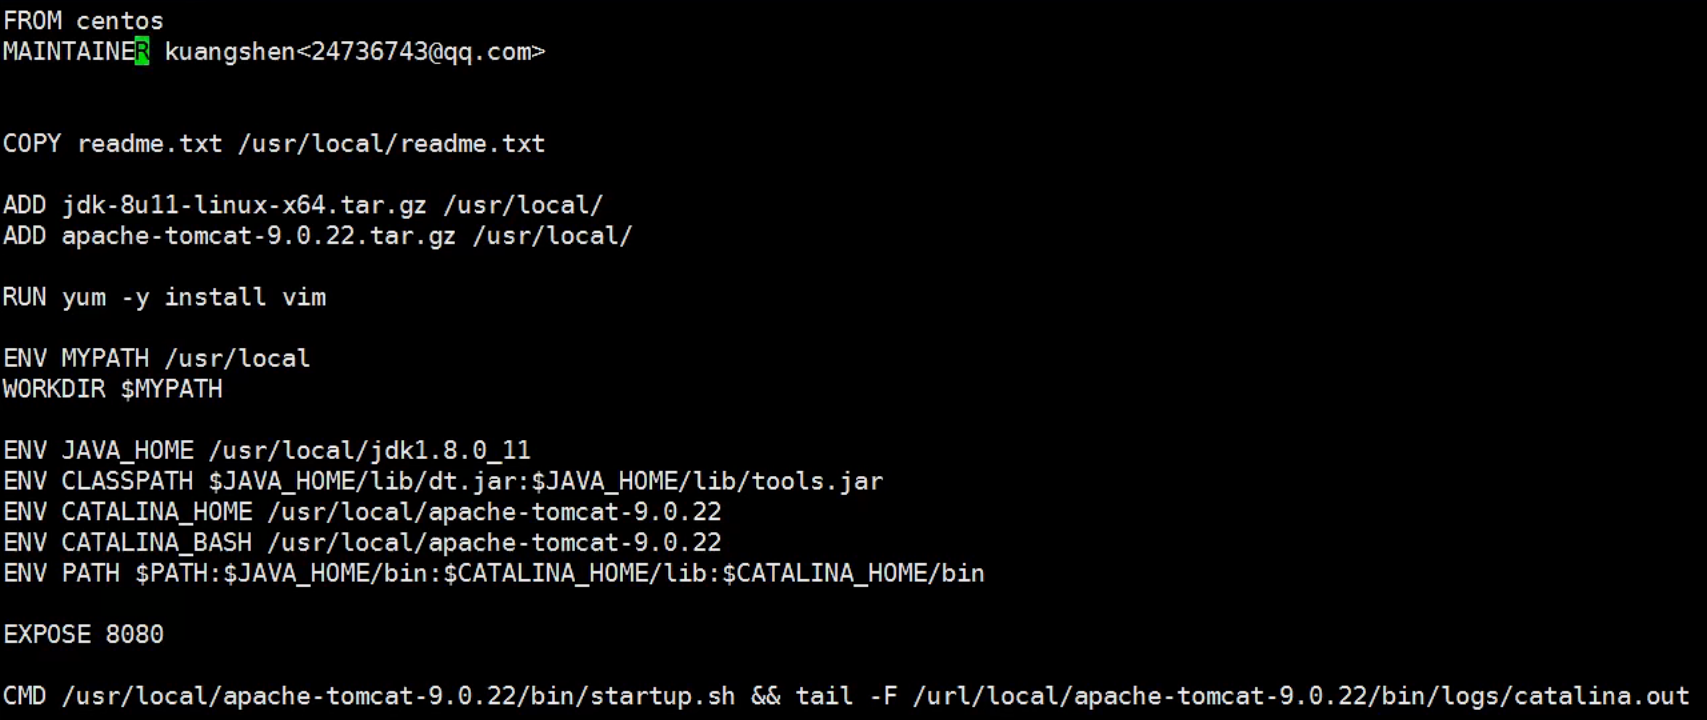 FROM centos
MAINTAINER kuangshen<24736743@qq.com>
COPY readme.txt /usr/local/readme.txt
ADD jdk-8u11-linux-x64.tar.gz /usr/local/
ADD apache-tomcat-9.0.22.tar.gz /usr/local/
RUN yum -y install vim
ENV MYPATH /usr/local
WORKDIR $MYPATH
ENV JAVA_HOME /usr/local/jdk1.8.0_11
ENV CLASSPATH $JAVA_HOME/lib/dt.jar:$JAVA_HOME/lib/tools.jar
ENV CATALINA_HOME /usr/local/apache-tomcat-9.0.22
ENV CATALINA_BASH /usr/local/apache-tomcat-9.0.22
ENV PATH $PATH:$JAVA_HOME/bin:$CATALINA_HOME/lib:$CATALINA_HOME/bin
EXPOSE 8080
CMD /usr/local/apache-tomcat-9.0.22/bin/startup.sh && tail -F /url/local/apache-tomcat-9.0.22/bin/logs/catalina.out